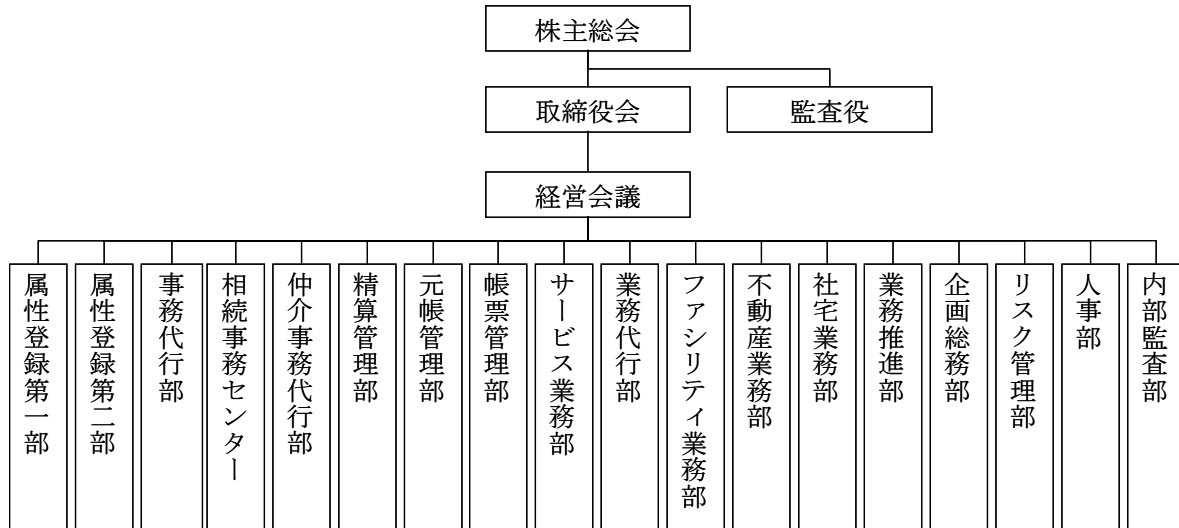 株主総会
取締役会
監査役
経営会議
属性登録第一部
属性登録第二部
事務代行部
相続事務センター
仲介事務代行部
精算管理部
元帳管理部
帳票管理部
サービス業務部
業務代行部
ファシリティ業務部
不動産業務部
社宅業務部
業務推進部
企画総務部
リスク管理部
人事部
内部監査部